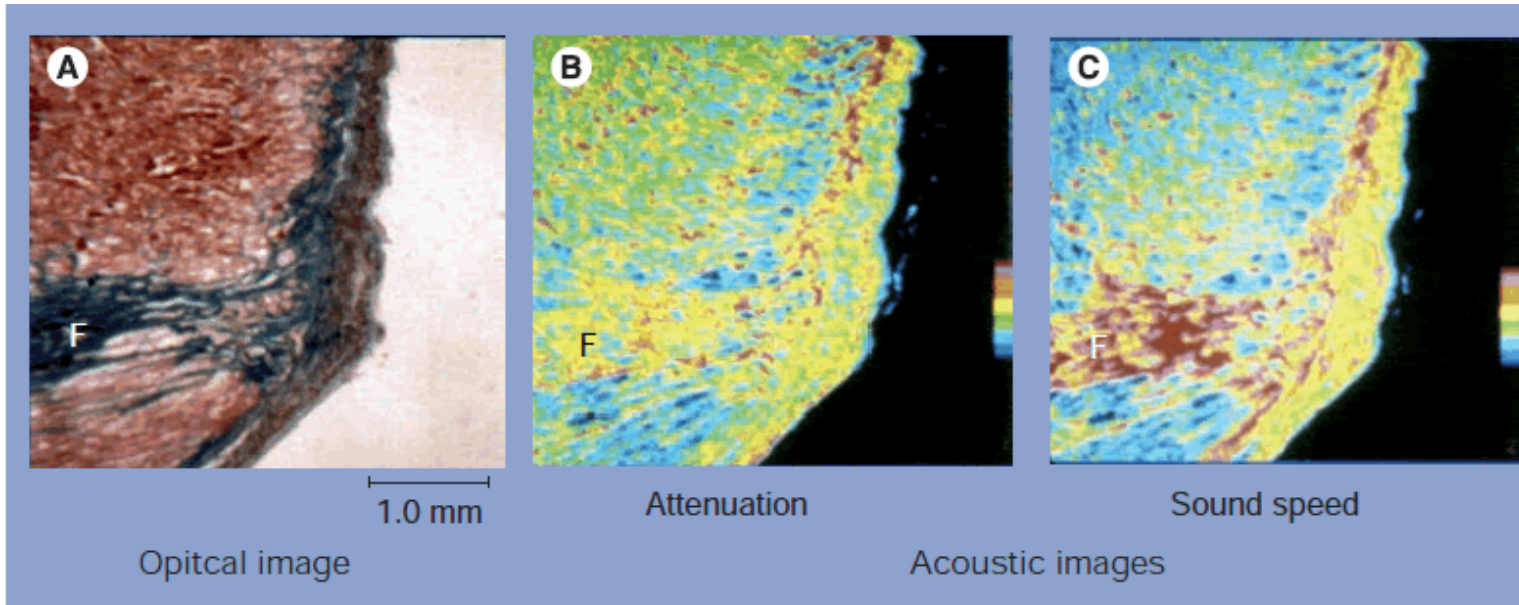 A
B
C
F
F
F
1.0 mm
Attenuation
Sound speed
Opitcal image
Acoustic images